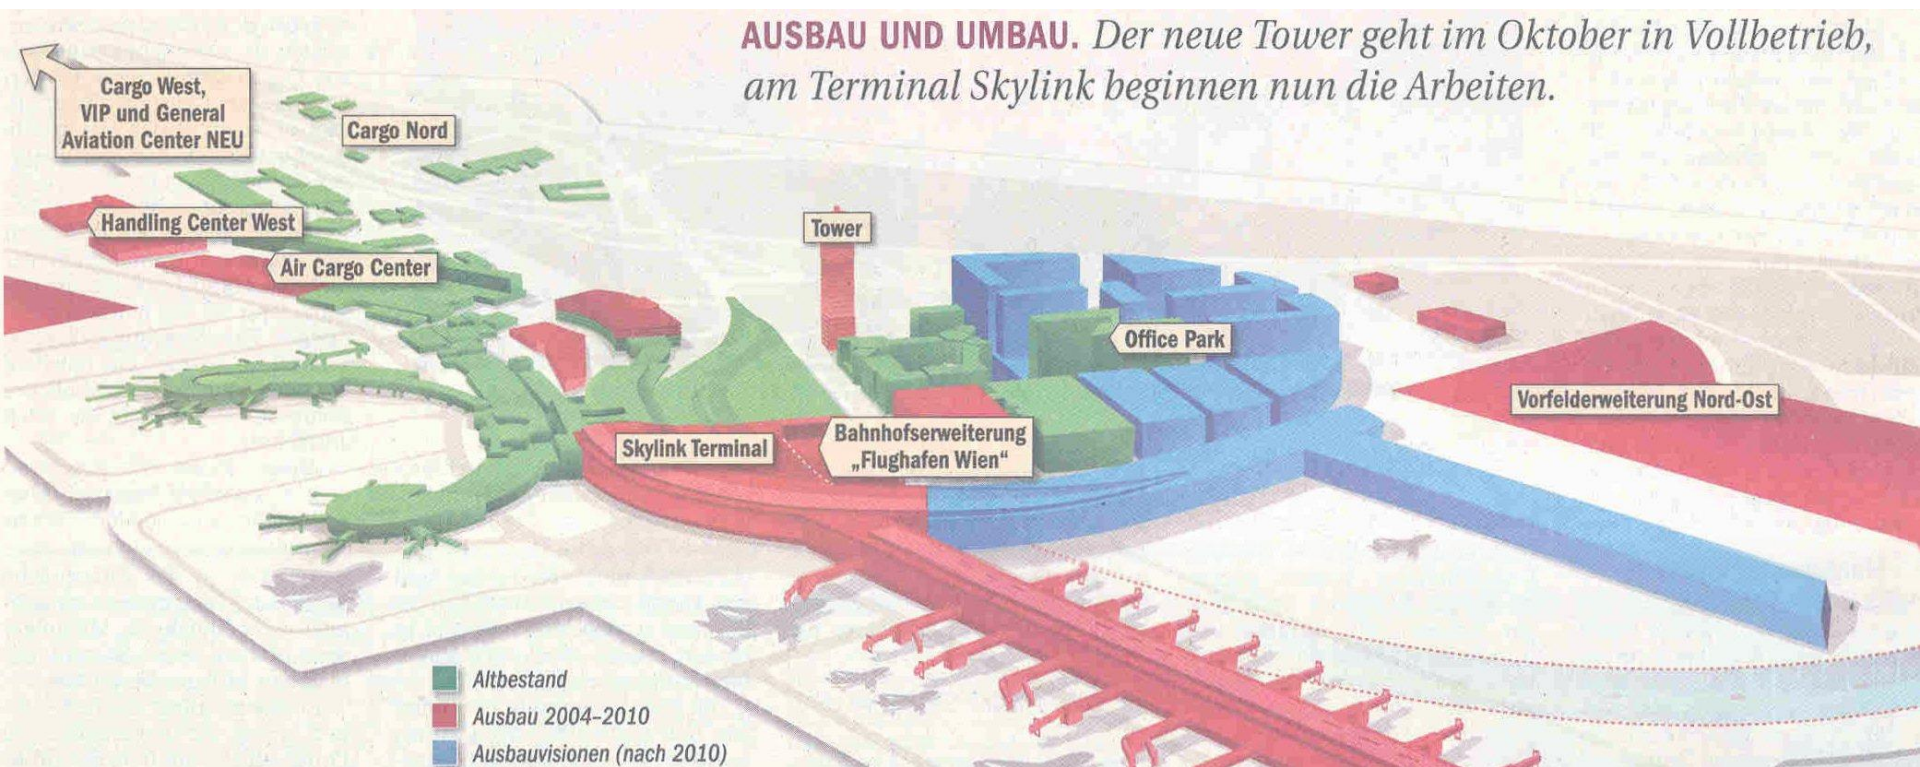 AUSBAU UND UMBAU. Der neue Tower geht im Oktober in Vollbetrieb,
am Terminal Skylink beginnen nun die Arbeiten.
Cargo West,
VIP und General
Aviation Center NEU
Cargo Nord
Handling Center West
Air Cargo Center
Tower
Office Park
Vorfelderweiterung Nord-Ost
Skylink Terminal
Bahnhofserweiterung
„Flughafen Wien“
Altbestand
Ausbau 2004–2010
Ausbauvisionen (nach 2010)